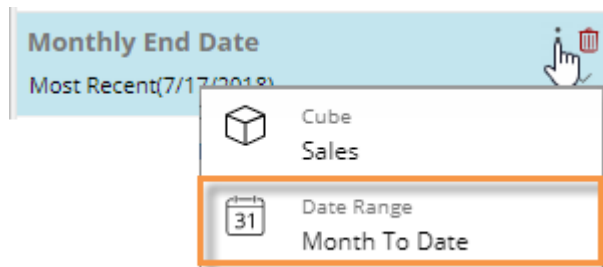 Monthly End Date
Most Recent(7/17/2018)
Cube
Sales
31
Date Range
Month To Date